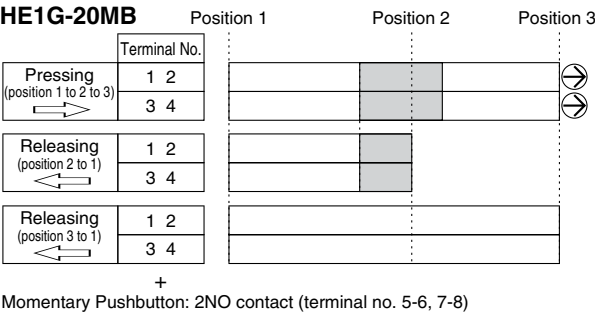 HE1G-20MB
Position 1 Position 2 Position 3
Terminal No.
Pressing
(position 1 to 2 to 3)
1 2
3 4
Releasing
(position 2 to 1)
1 2
3 4
Releasing
(position 3 to 1)
1 2
3 4
+
Momentary Pushbutton: 2NO contact (terminal no. 5-6, 7-8)